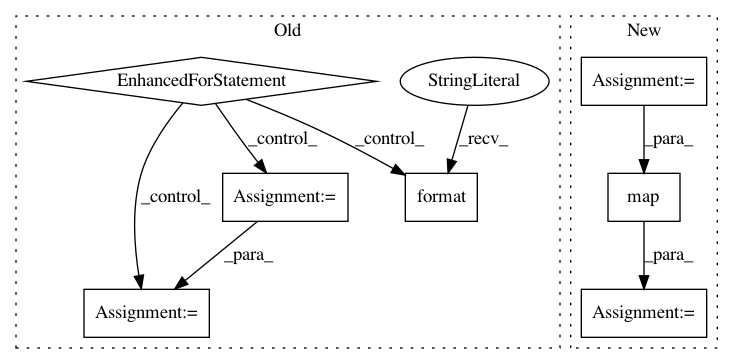 Old
New
EnhancedForStatement
StringLiteral
Assignment:=
_control_
_control_
_recv_
_para_
_control_
Assignment:=
format
map
_para_
_para_
Assignment:=
Assignment:=